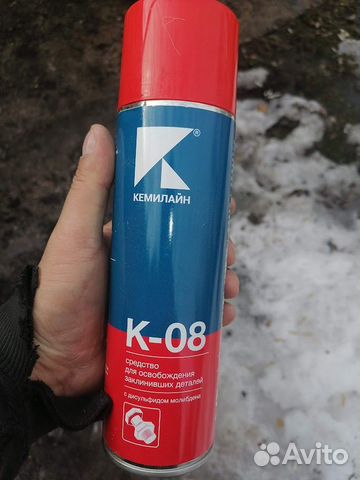 ®
КЕМИЛАЙН
К-08
средство
для освобождения
заклинивших деталей
с дисульфидом молибдена
Avito